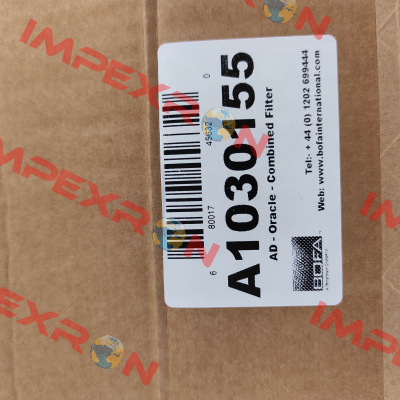 A1030155
AD - Oracle - Combined Filter
6 80017 45632 0
Tel:- + 44 (0) 1202 699444
Web: www.bofainternational.com
BOFA
IMPEXRON
IMPEXRON
IMPEXRON
IMPEXRON